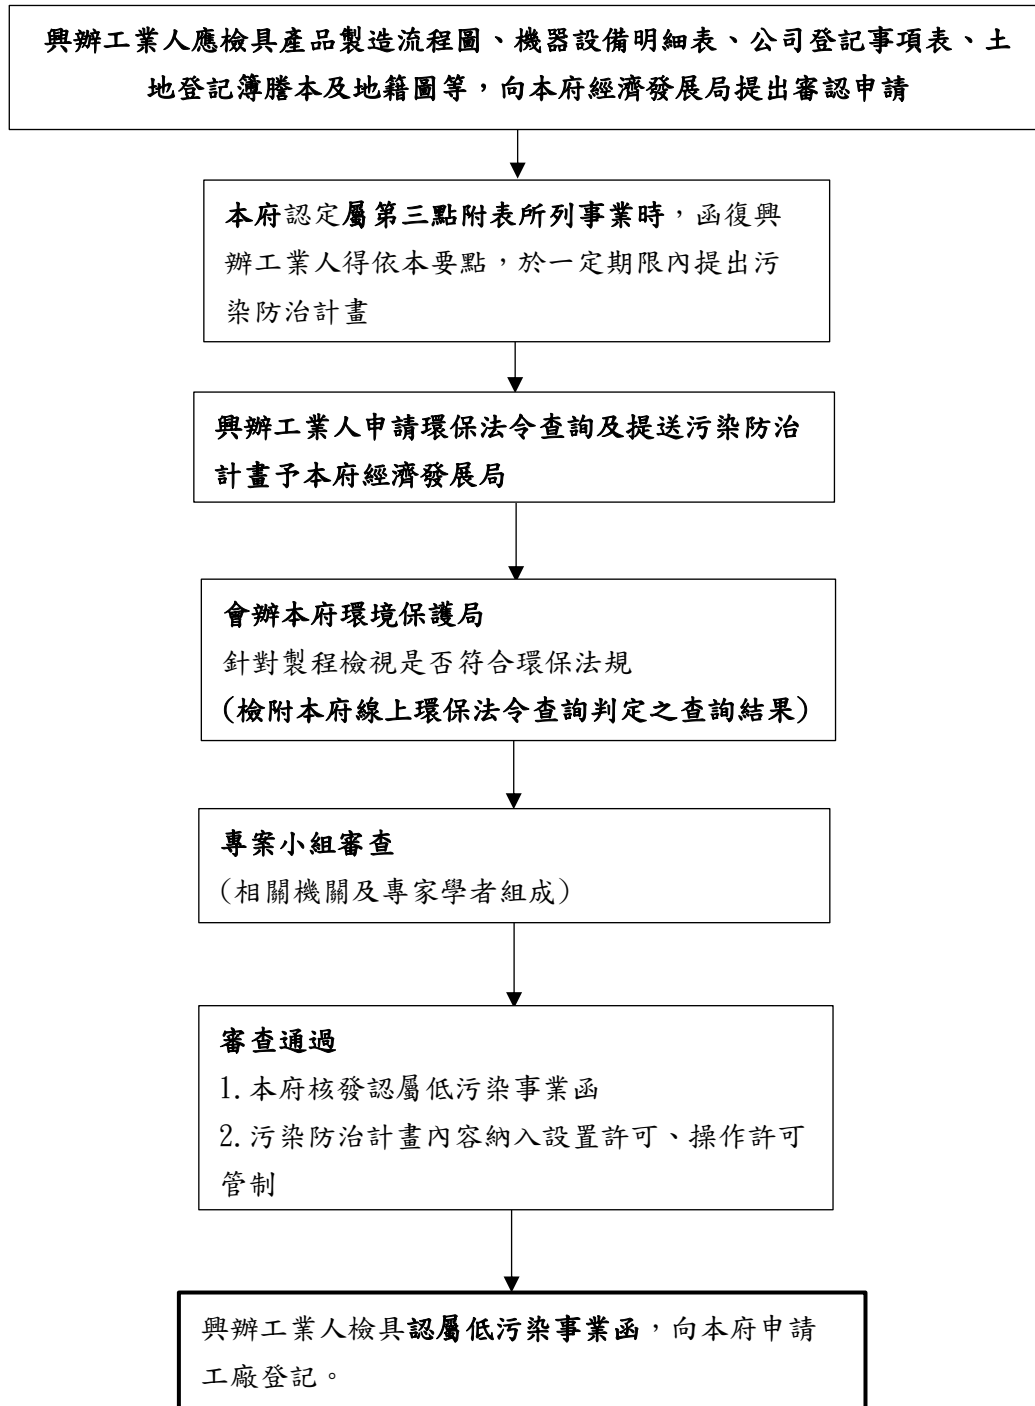 興辦工業人應檢具產品製造流程圖、機器設備明細表、公司登記事項表、土
地登記簿謄本及地籍圖等，向本府經濟發展局提出審認申請
本府認定屬第三點附表所列事業時，函復興
辦工業人得依本要點，於一定期限內提出污
染防治計畫
興辦工業人申請環保法令查詢及提送污染防治
計畫予本府經濟發展局
會辦本府環境保護局
針對製程檢視是否符合環保法規
(檢附本府線上環保法令查詢判定之查詢結果)
專案小組審查
(相關機關及專家學者組成)
審查通過
1. 本府核發認屬低污染事業函
2. 污染防治計畫內容納入設置許可、操作許可
管制
興辦工業人檢具認屬低污染事業函，向本府申請
工廠登記。